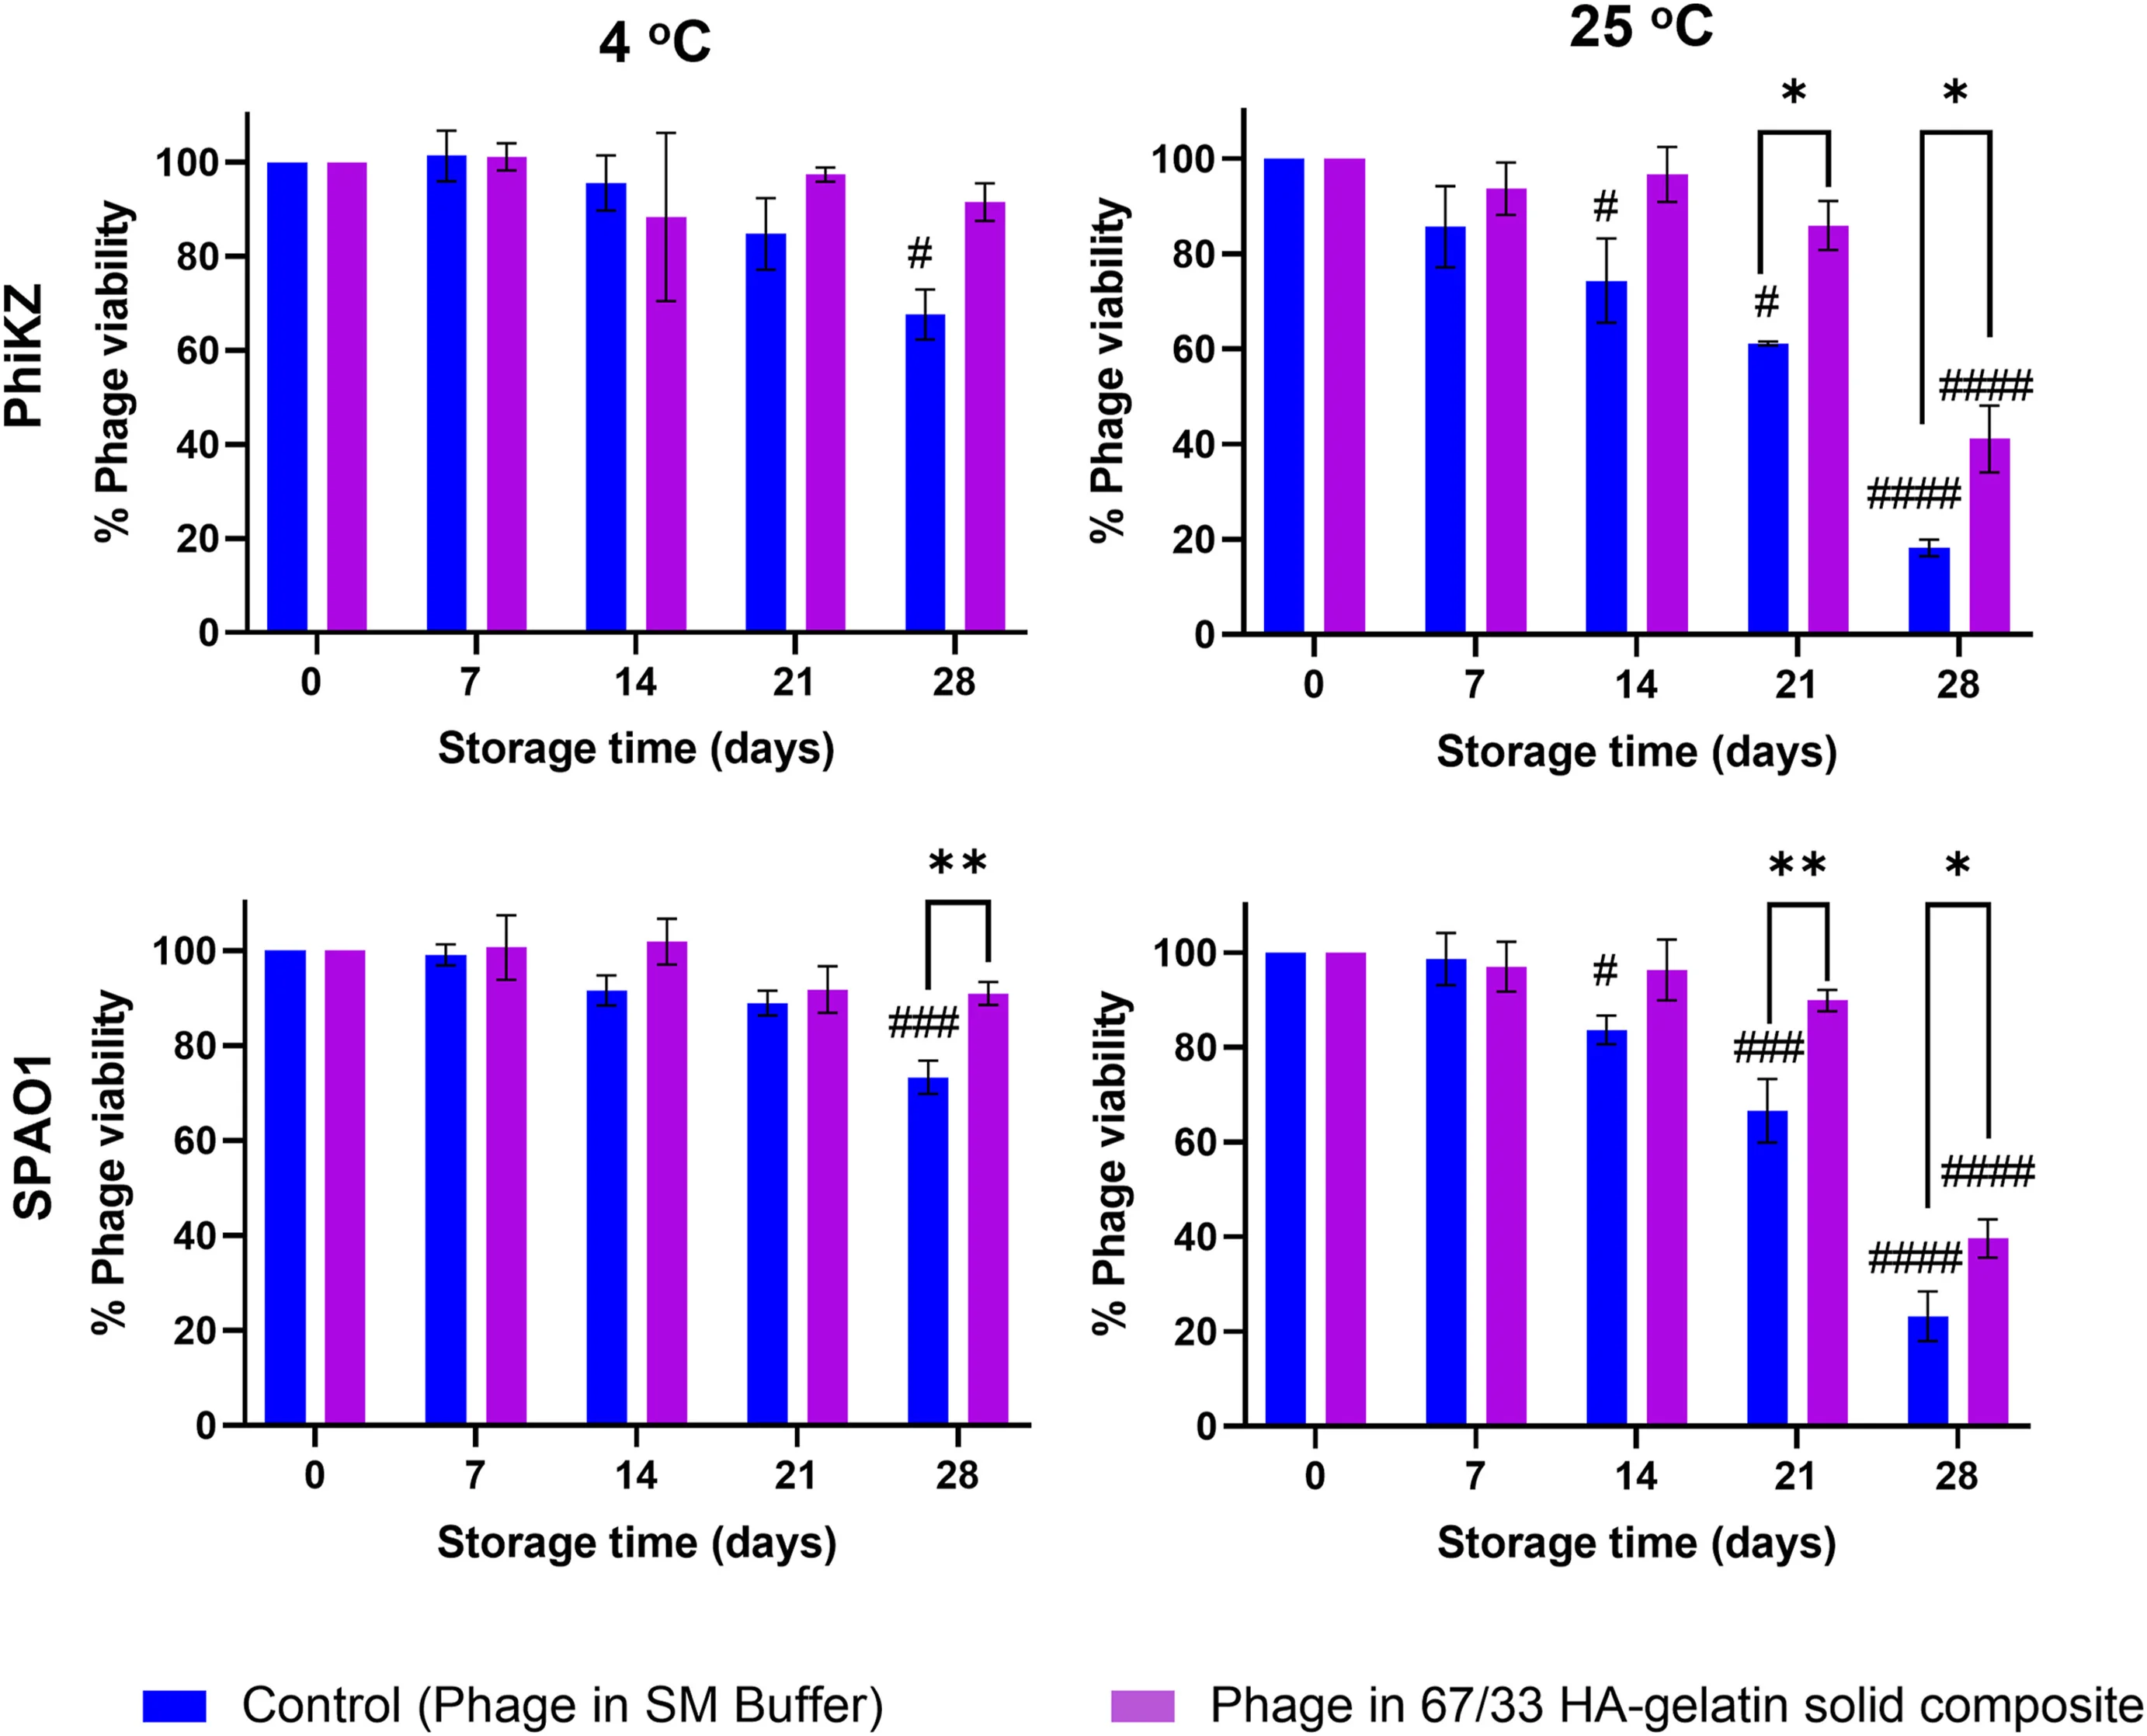 4 °C
25 °C
PhiKZ
% Phage viability
100
80
60
40
20
0
#
0 7 14 21 28
Storage time (days)
% Phage viability
100
80
60
40
20
0
* *
#
#
####
####
0 7 14 21 28
Storage time (days)
SPAO1
% Phage viability
100
80
60
40
20
0
**
###
0 7 14 21 28
Storage time (days)
% Phage viability
100
80
60
40
20
0
** *
#
###
####
####
0 7 14 21 28
Storage time (days)
Control (Phage in SM Buffer)
Phage in 67/33 HA-gelatin solid composite